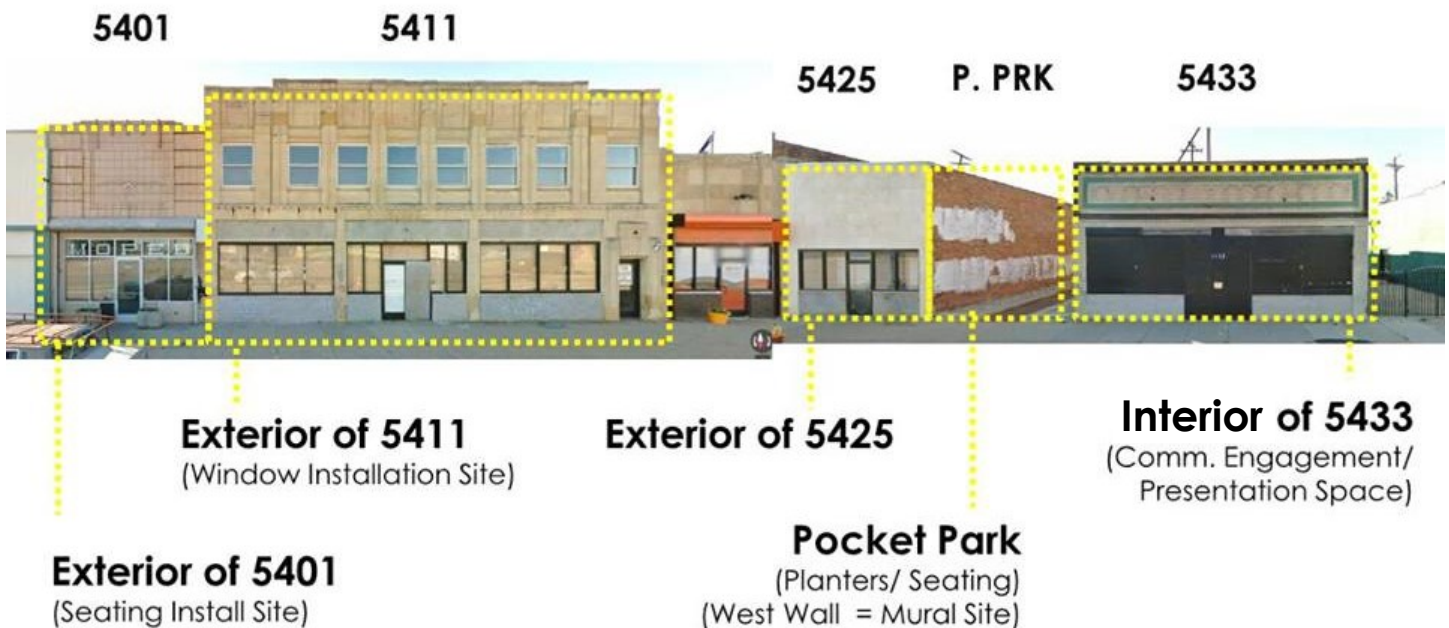 5401
5411
5425
P. PRK
5433
MOPED
Exterior of 5411
(Window Installation Site)
Exterior of 5425
Interior of 5433
(Comm. Engagement/
Presentation Space)
Exterior of 5401
(Seating Install Site)
Pocket Park
(Planters/ Seating)
(West Wall = Mural Site)